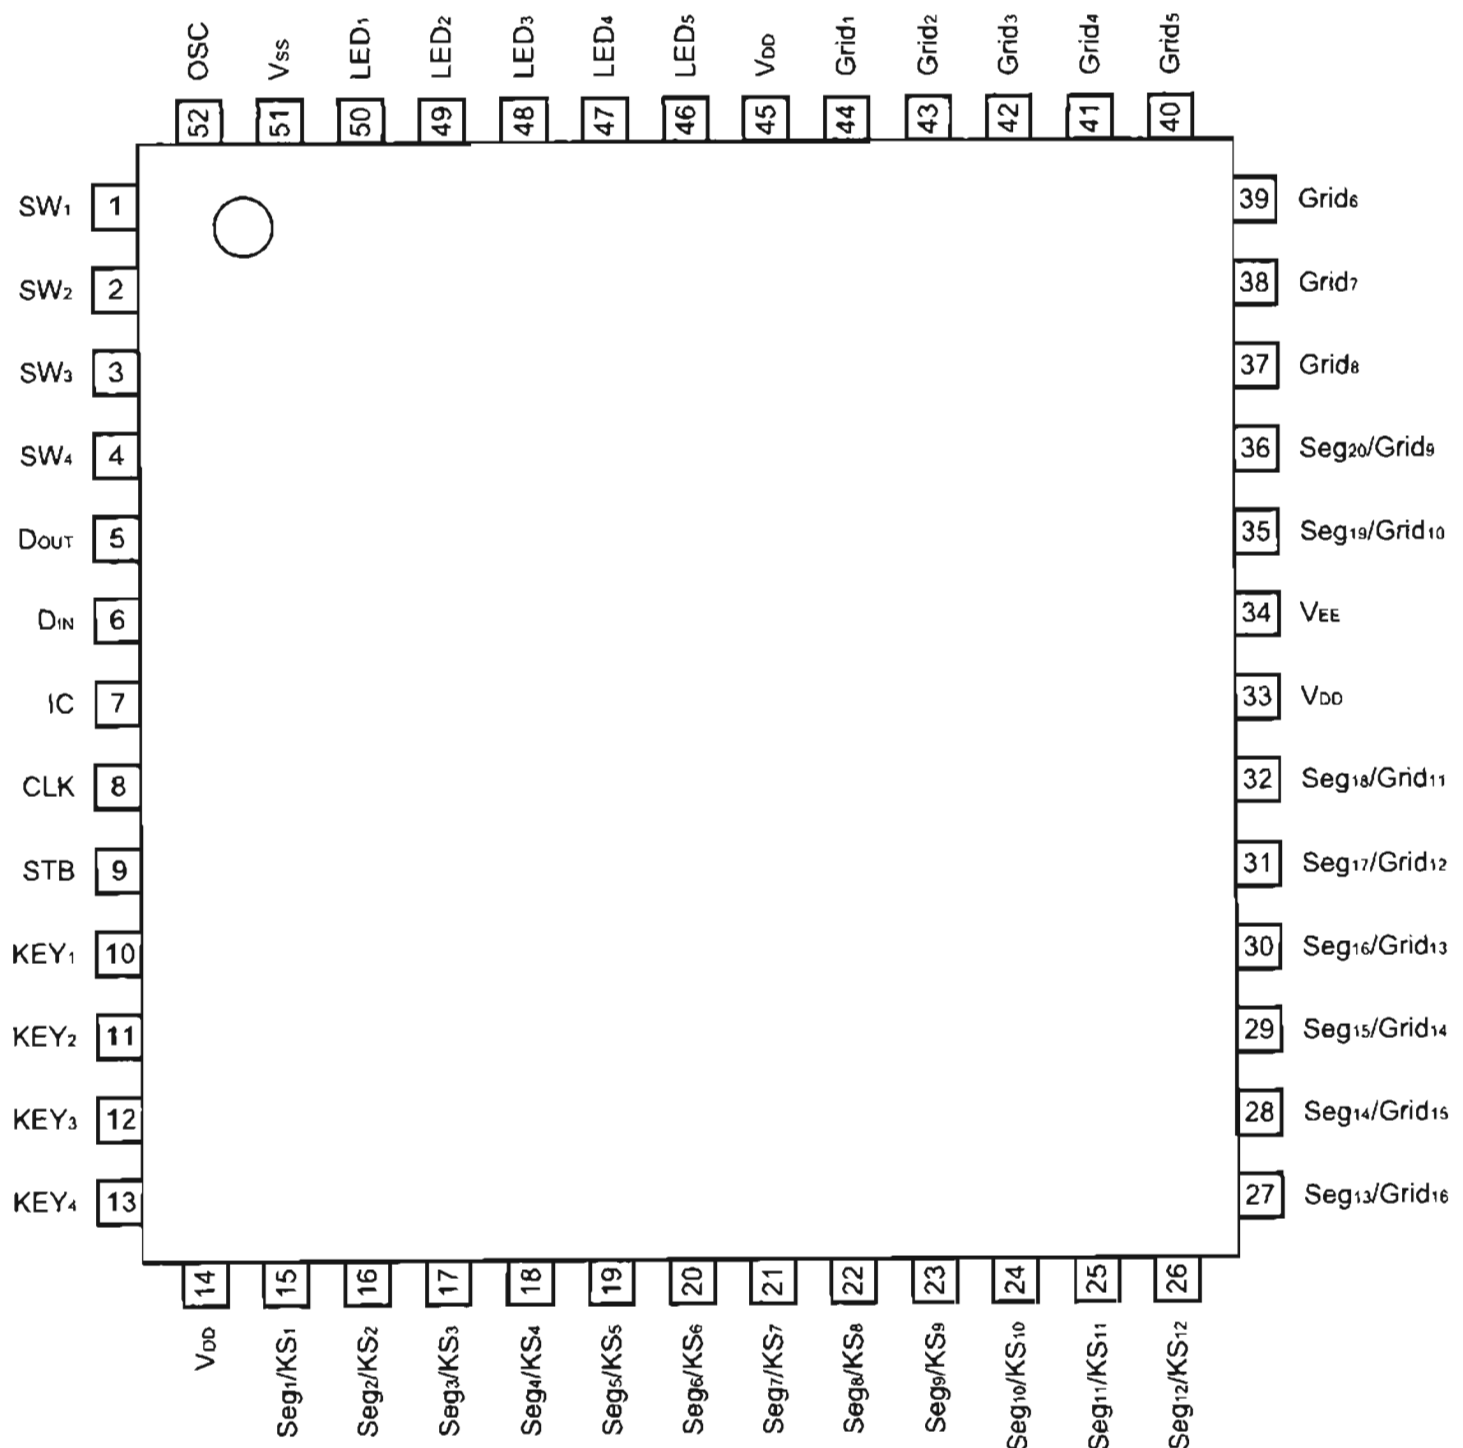 OSC Vss LED1 LED2 LED3 LED4 LED5 VDD Grid1 Grid2 Grid3 Grid4 Grid5
52 51 50 49 48 47 46 45 44 43 42 41 40
SW1 1 39 Grid6
SW2 2 38 Grid7
SW3 3 37 Grid8
SW4 4 36 Seg20/Grid9
DOUT 5 35 Seg19/Grid10
DIN 6 34 VEE
IC 7 33 VDD
CLK 8 32 Seg18/Grid11
STB 9 31 Seg17/Grid12
KEY1 10 30 Seg16/Grid13
KEY2 11 29 Seg15/Grid14
KEY3 12 28 Seg14/Grid15
KEY4 13 27 Seg13/Grid16
14 15 16 17 18 19 20 21 22 23 24 25 26
VDD Seg1/KS1 Seg2/KS2 Seg3/KS3 Seg4/KS4 Seg5/KS5 Seg6/KS6 Seg7/KS7 Seg8/KS8 Seg9/KS9 Seg10/KS10 Seg11/KS11 Seg12/KS12